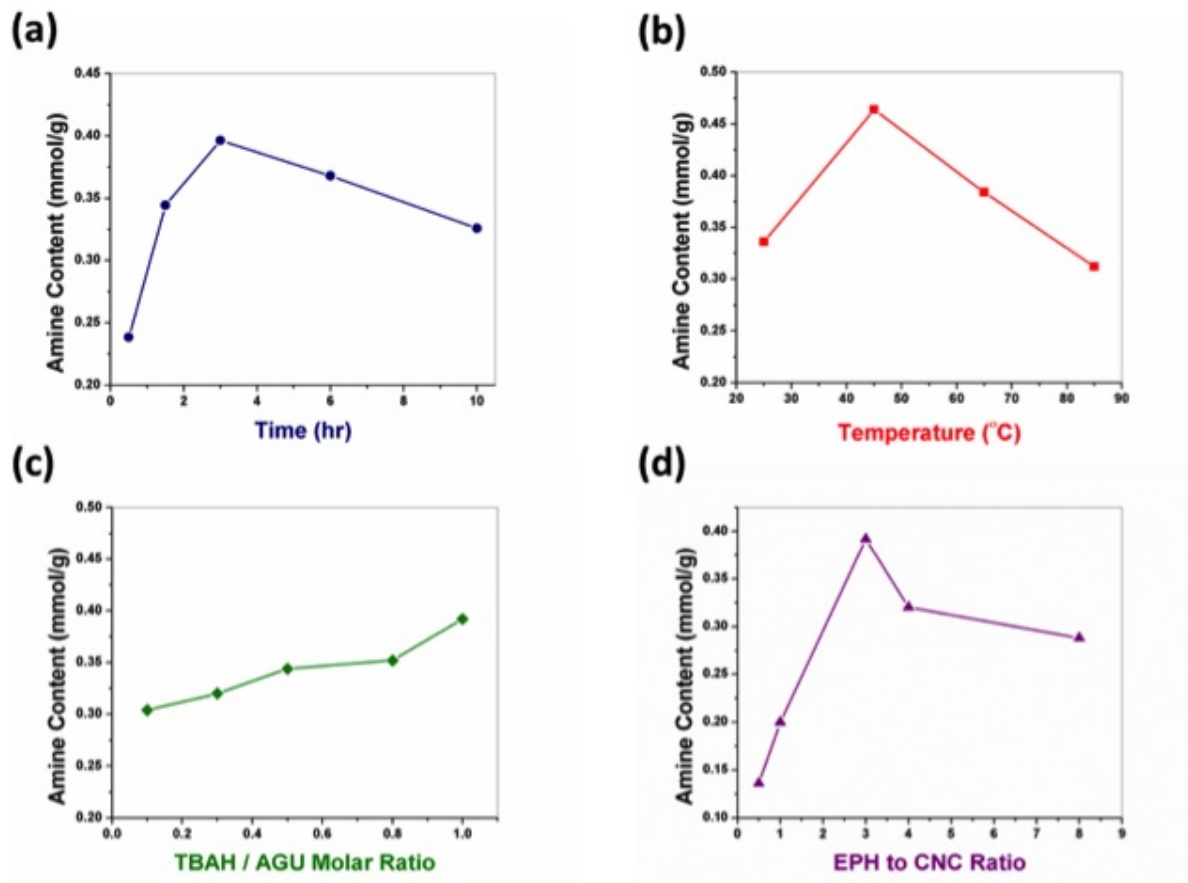 (a)
0.45
0.40
0.35
0.30
0.25
0.20
Amine Content (mmol/g)
0 2 4 6 8 10
Time (hr)
(b)
0.50
0.45
0.40
0.35
0.30
0.25
0.20
Amine Content (mmol/g)
20 30 40 50 60 70 80 90
Temperature (°C)
(c)
0.50
0.45
0.40
0.35
0.30
0.25
0.20
Amine Content (mmol/g)
0.0 0.2 0.4 0.6 0.8 1.0
TBAH / AGU Molar Ratio
(d)
0.40
0.35
0.30
0.25
0.20
0.15
0.10
Amine Content (mmol/g)
0 1 2 3 4 5 6 7 8 9
EPH to CNC Ratio